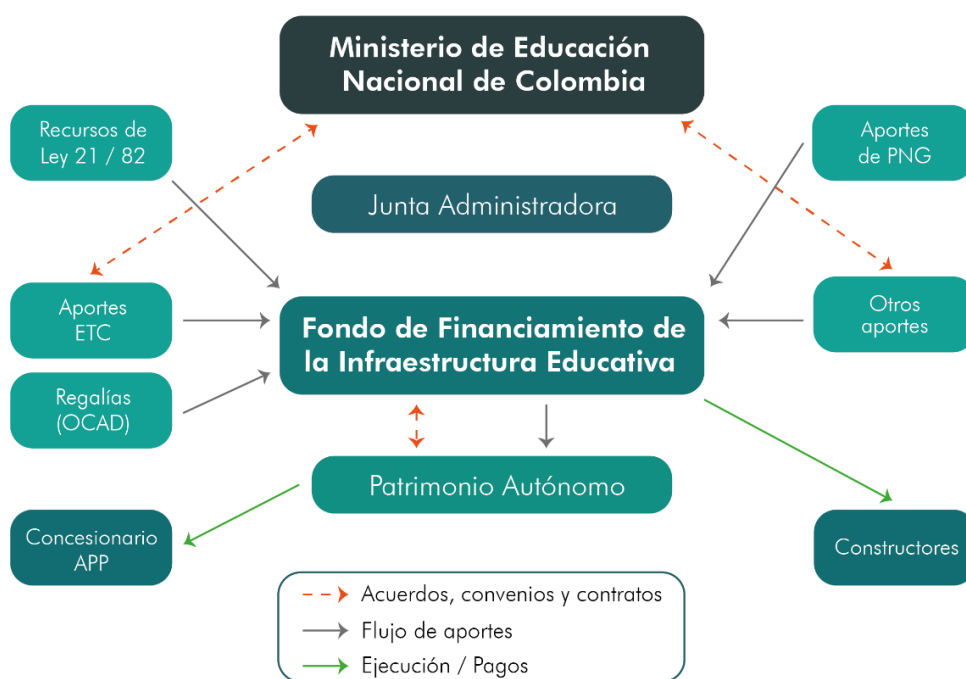 Ministerio de Educación
Nacional de Colombia
Recursos de
Ley 21 / 82
Aportes
de PNG
Junta Administradora
Aportes
ETC
Fondo de Financiamiento de
la Infraestructura Educativa
Otros
aportes
Regalías
(OCAD)
Patrimonio Autónomo
Concesionario
APP
Constructores
Acuerdos, convenios y contratos
Flujo de aportes
Ejecución / Pagos